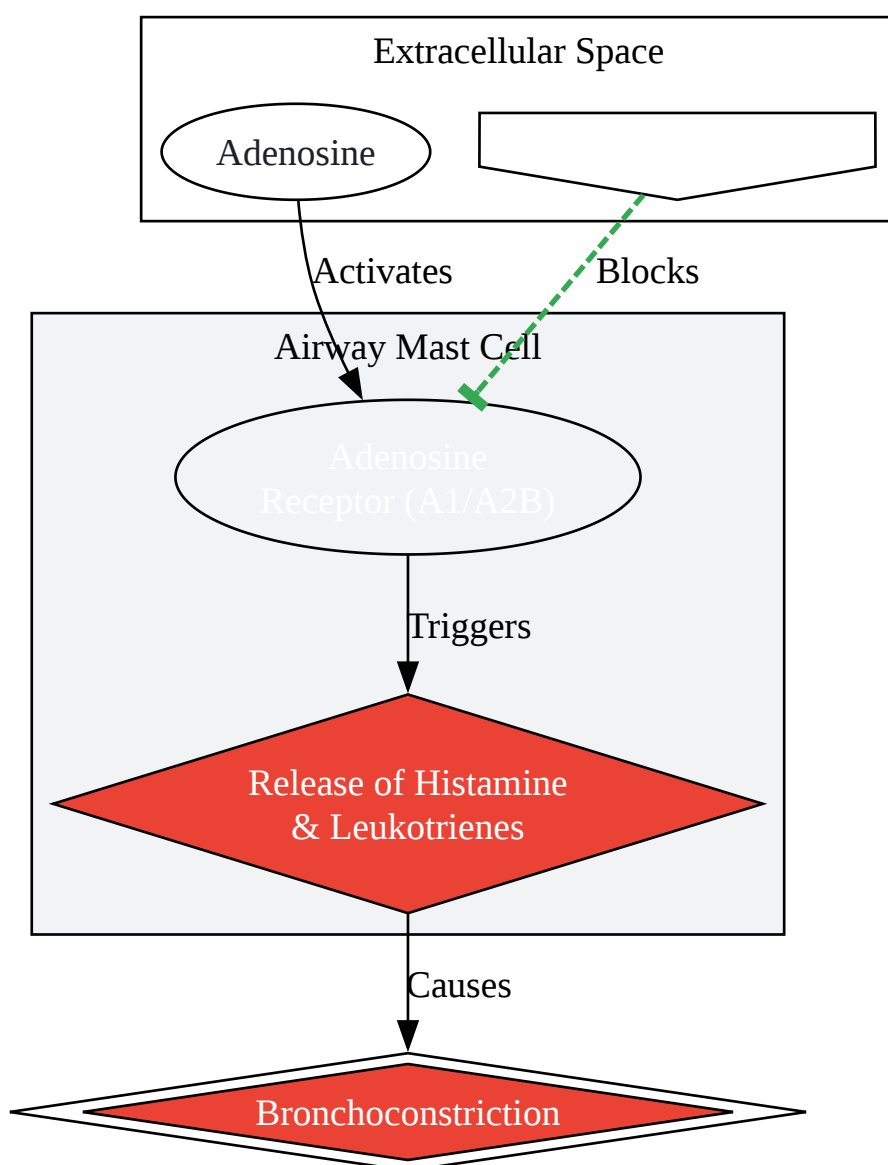 Extracellular Space
Adenosine
Activates
Blocks
Airway Mast Cell
Adenosine
Receptor (A1/A2B)
Triggers
Release of Histamine
& Leukotrienes
Causes
Bronchoconstriction